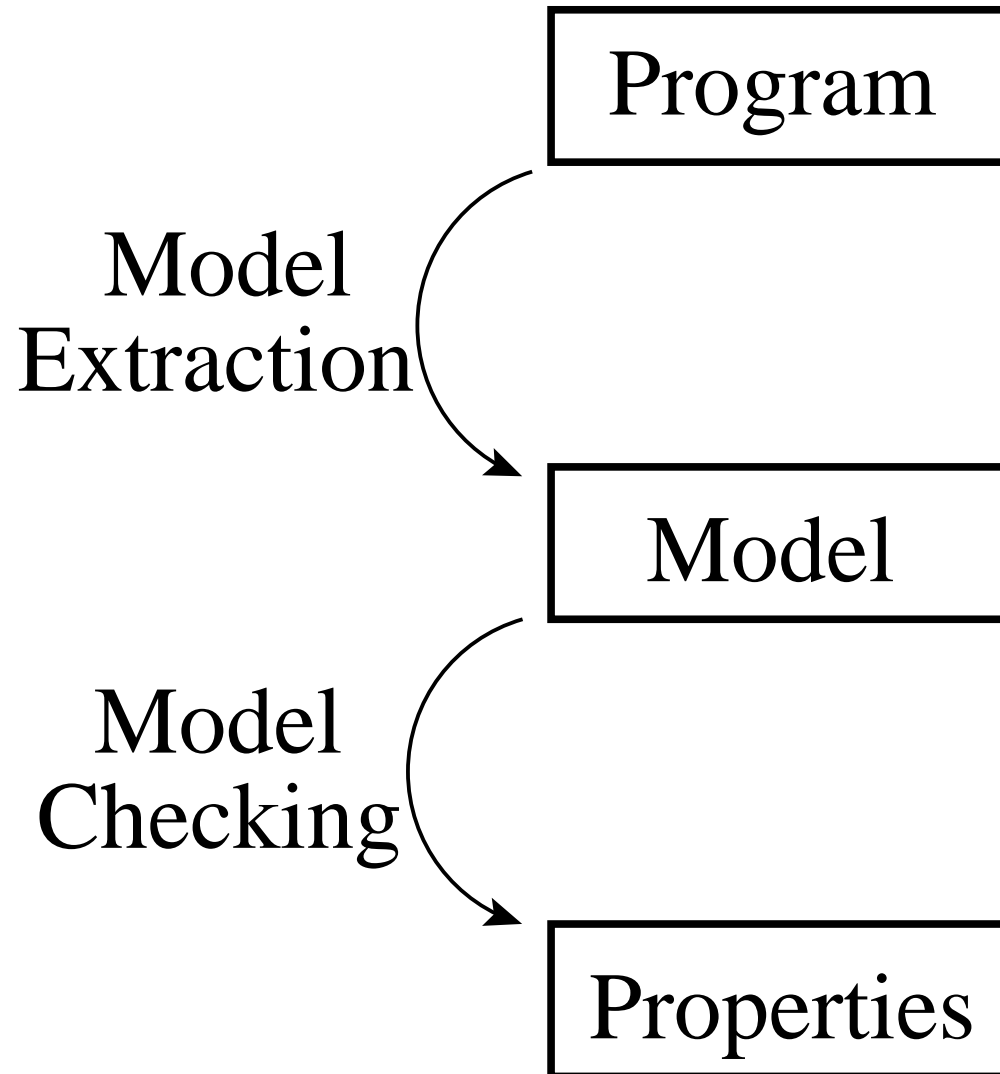 Program
Model
Extraction
Model
Model
Checking
Properties